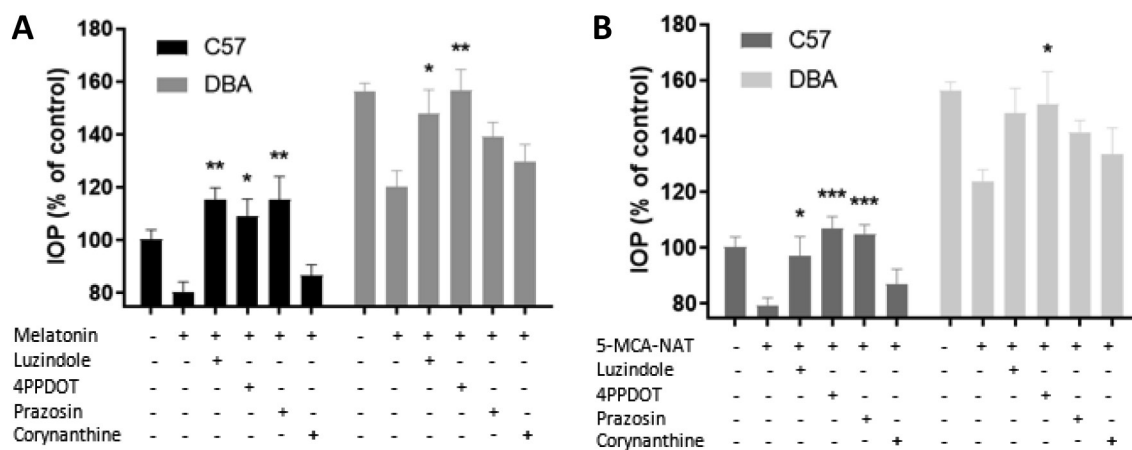 A
C57
DBA
IOP (% of control)
180
160
140
120
100
80
** * ** * **
Melatonin - + + + + + - + + + + +
Luzindole - - + - - - - - + - - -
4PPDOT - - - + - - - - - + - -
Prazosin - - - - + - - - - - + -
Corynanthine - - - - - + - - - - - +
B
C57
DBA
IOP (% of control)
180
160
140
120
100
80
* *** *** *
5-MCA-NAT - + + + + + - + + + + +
Luzindole - - + - - - - - + - - -
4PPDOT - - - + - - - - - + - -
Prazosin - - - - + - - - - - + -
Corynanthine - - - - - + - - - - - +